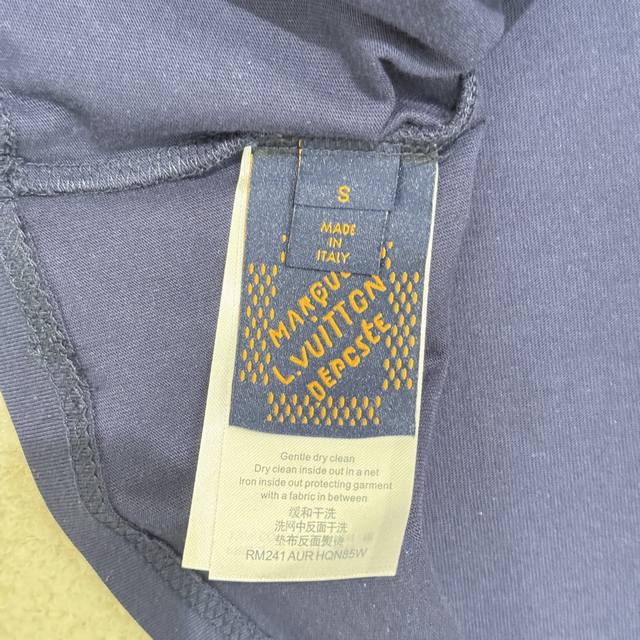 S
MADE
IN
ITALY
MARQUE
L.VUITTON
DEPOSÉE
Gentle dry clean
Dry clean inside out in a net
Iron inside out protecting garment
with a fabric in between
缓和干洗
洗网中反面干洗
垫布反面熨烫
RM241 AUR HQN85W